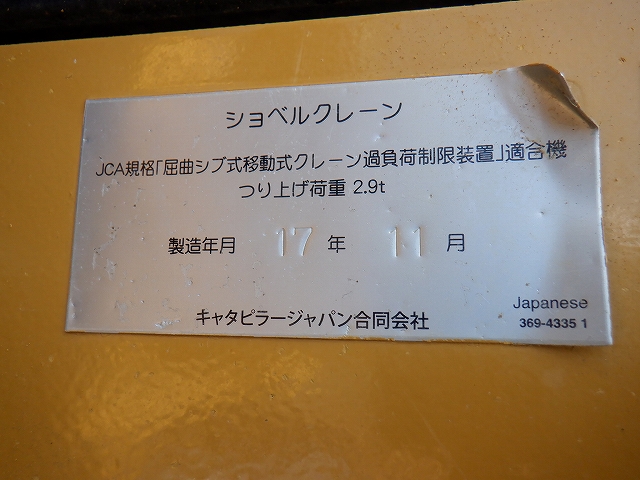 ショベルクレーン
JCA規格「屈曲ジブ式移動式クレーン過負荷制限装置」適合機
つり上げ荷重 2.9t
製造年月 17 年 11 月
キャタピラージャパン合同会社
Japanese
369-4335 1